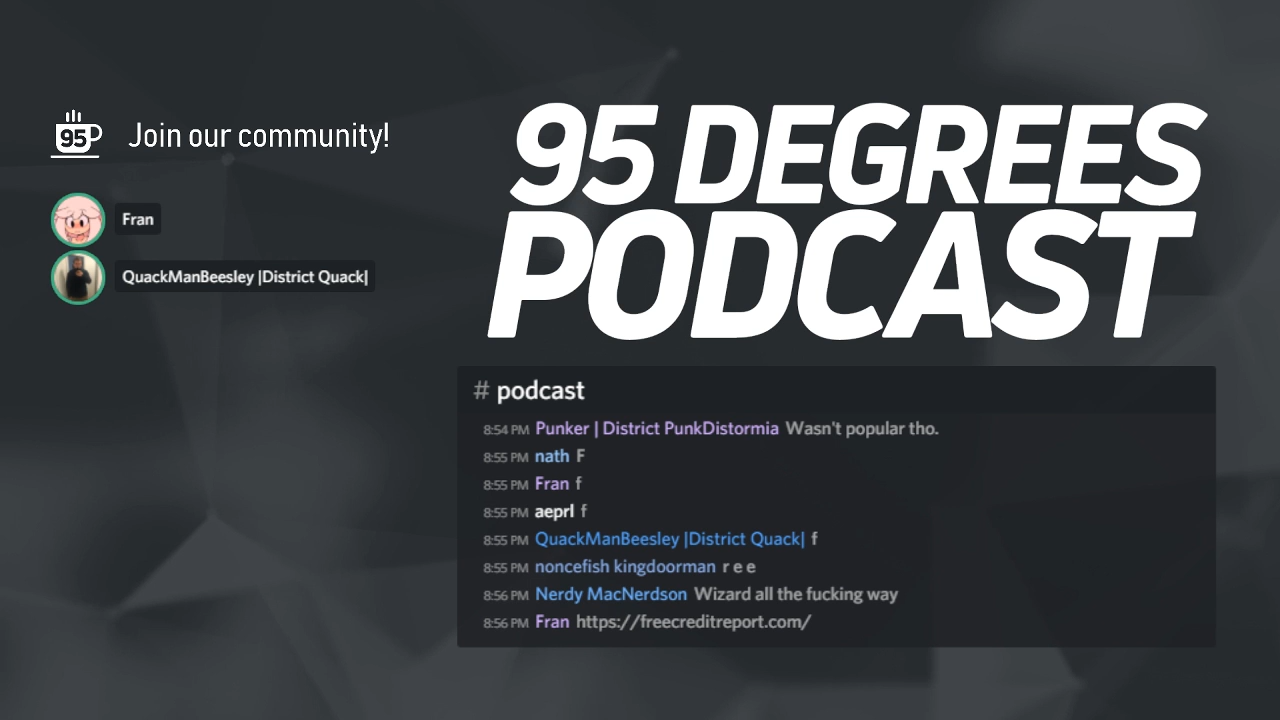 95 Join our community!
Fran
QuackManBeesley |District Quack|
95 DEGREES
PODCAST
# podcast
8:54 PM Punker | District PunkDistormia Wasn't popular tho.
8:55 PM nath F
8:55 PM Fran f
8:55 PM aeprl f
8:55 PM QuackManBeesley |District Quack| f
8:55 PM noncefish kingdoorman r e e
8:56 PM Nerdy MacNerdson Wizard all the fucking way
8:56 PM Fran https://freecreditreport.com/